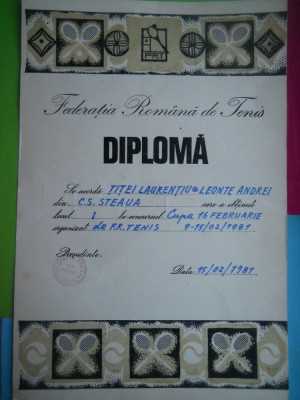 FRT
Federația Română de Tenis
DIPLOMĂ
Se acordă ȚIȚEI LAURENȚIU LEONTE ANDREI
din C.S. STEAUA care a obținut
locul I la concursul Cupa 16 FEBRUARIE
organizat de F.R. TENIS 9-15/02/1981
Președinte,
Data 15/02/1981